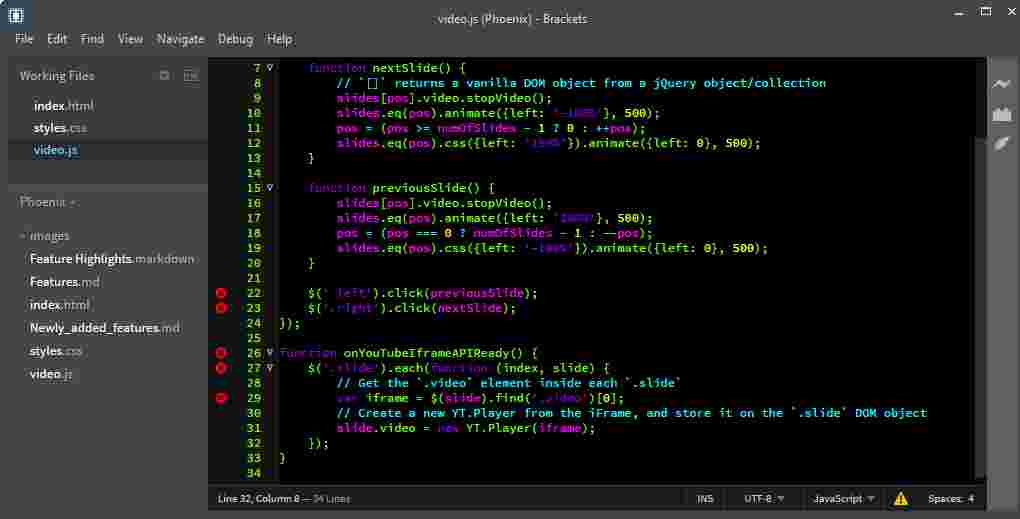 video.js (Phoenix) - Brackets
File Edit Find View Navigate Debug Help
Working Files
index.html
styles.css
video.js
Phoenix
images
Feature Highlights.markdown
Features.md
index.html
Newly_added_features.md
styles.css
video.js
7 function nextSlide() {
8 // `[]` returns a vanilla DOM object from a jQuery object/collection
9 slides[pos].video.stopVideo();
10 slides.eq(pos).animate({left: '-100%'}, 500);
11 pos = (pos >= numOfSlides - 1 ? 0 : ++pos);
12 slides.eq(pos).css({left: '100%'}).animate({left: 0}, 500);
13 }
14
15 function previousSlide() {
16 slides[pos].video.stopVideo();
17 slides.eq(pos).animate({left: '100%'}, 500);
18 pos = (pos === 0 ? numOfSlides - 1 : --pos);
19 slides.eq(pos).css({left: '-100%'}).animate({left: 0}, 500);
20 }
21
22 $('.left').click(previousSlide);
23 $('.right').click(nextSlide);
24 });
25
26 function onYouTubeIframeAPIReady() {
27 $('.slide').each(function (index, slide) {
28 // Get the `.video` element inside each `.slide`
29 var iframe = $(slide).find('.video')[0];
30 // Create a new YT.Player from the iFrame, and store it on the `.slide` DOM object
31 slide.video = new YT.Player(iframe);
32 });
33 }
34
Line 32, Column 8 — 34 Lines INS UTF-8 JavaScript Spaces: 4